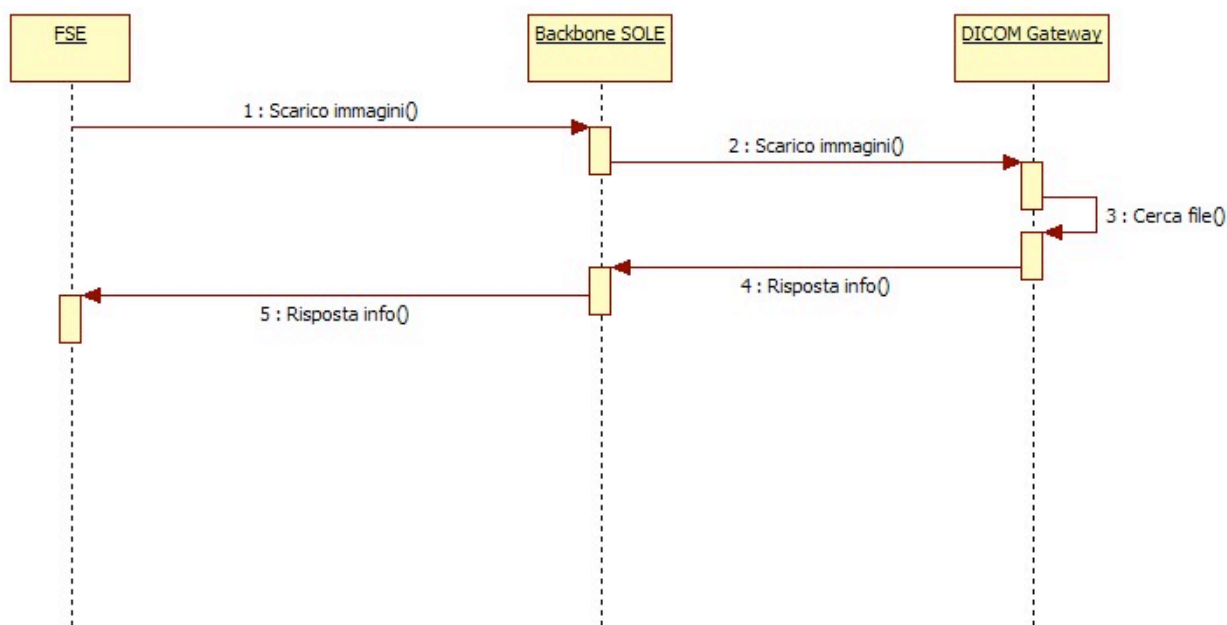 FSE
Backbone SOLE
DICOM Gateway
1 : Scarico immagini()
2 : Scarico immagini()
3 : Cerca file()
4 : Risposta info()
5 : Risposta info()